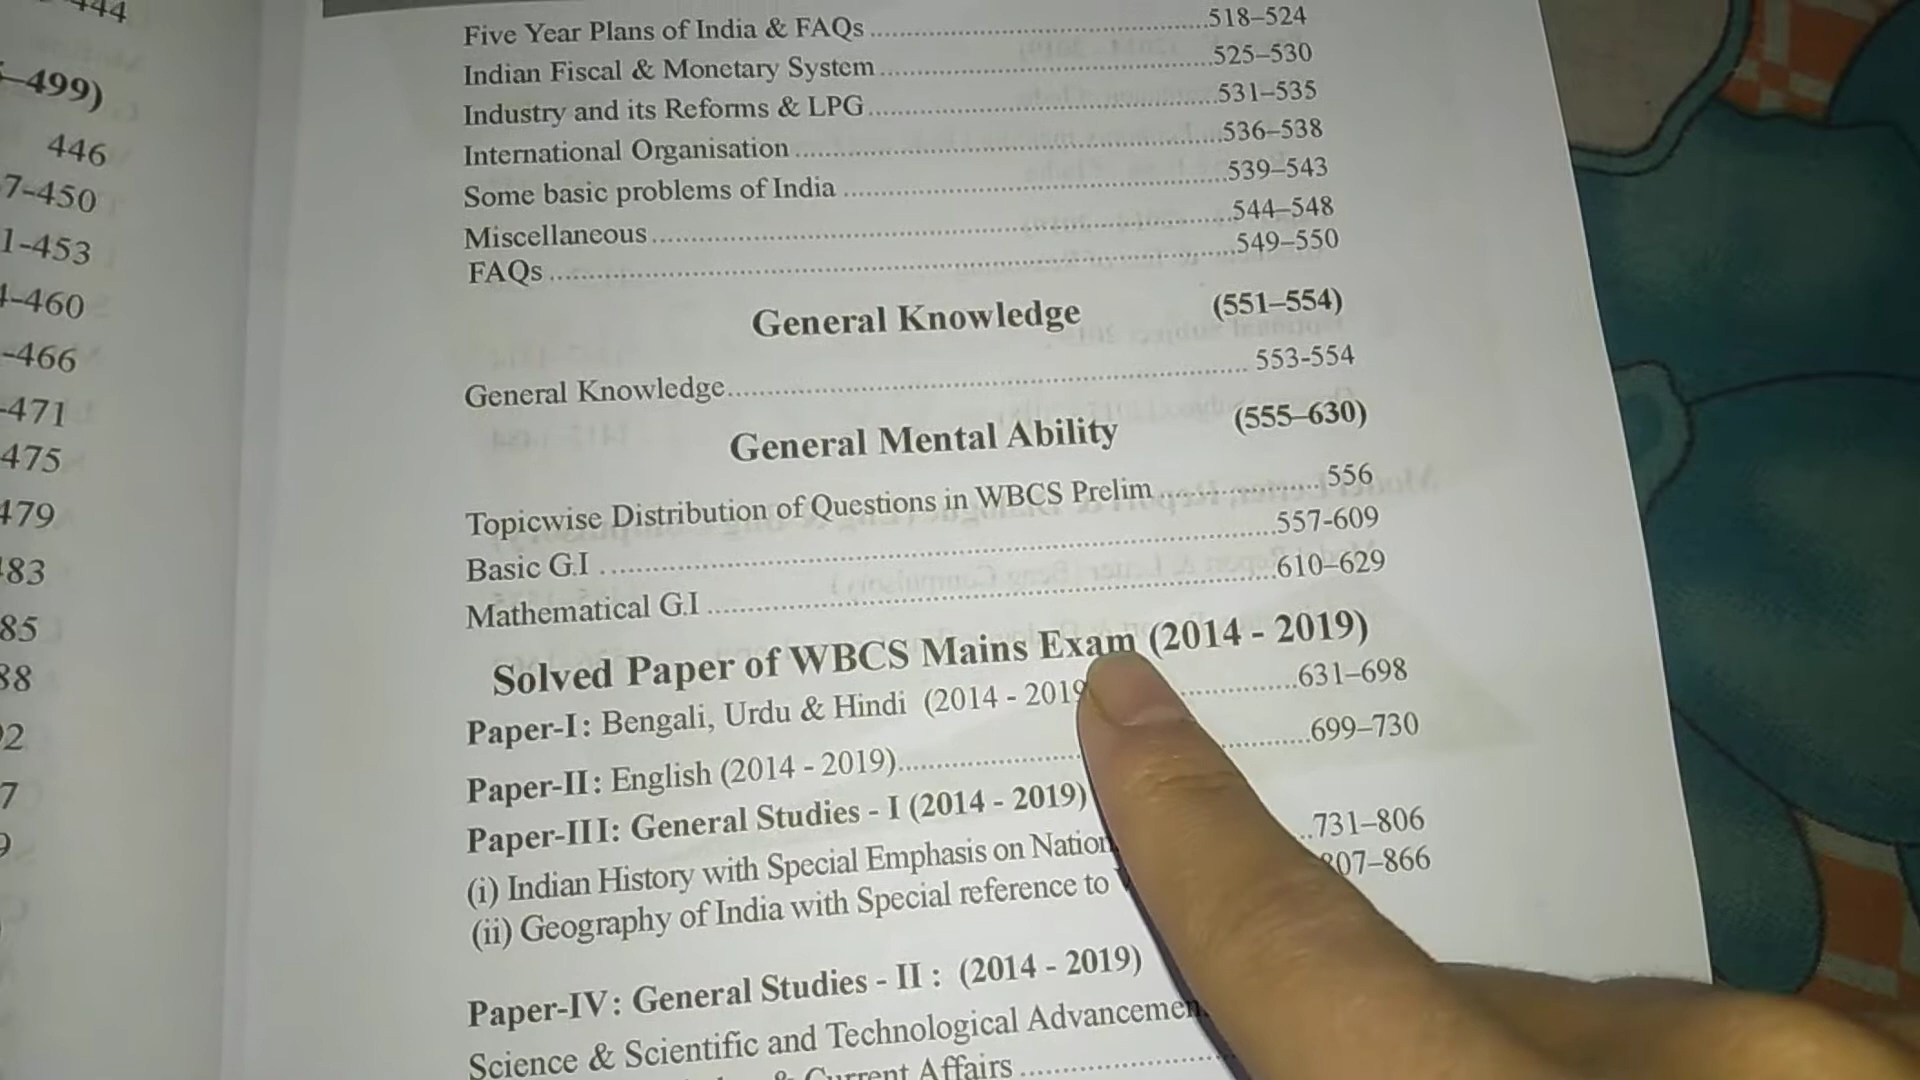 444
–499)
446
7-450
1-453
-460
-466
-471
475
479
83
85
88
2
7
9
Five Year Plans of India & FAQs 518–524
Indian Fiscal & Monetary System 525–530
Industry and its Reforms & LPG 531–535
International Organisation 536–538
Some basic problems of India 539–543
Miscellaneous 544–548
FAQs 549–550
General Knowledge (551–554)
General Knowledge 553-554
General Mental Ability (555–630)
Topicwise Distribution of Questions in WBCS Prelim 556
Basic G.I 557-609
Mathematical G.I 610–629
Solved Paper of WBCS Mains Exam (2014 - 2019)
Paper-I: Bengali, Urdu & Hindi (2014 - 2019 631–698
Paper-II: English (2014 - 2019) 699–730
Paper-III: General Studies - I (2014 - 2019)
(i) Indian History with Special Emphasis on Nation 731–806
(ii) Geography of India with Special reference to 807–866
Paper-IV: General Studies - II : (2014 - 2019)
Science & Scientific and Technological Advancemen
& Current Affairs